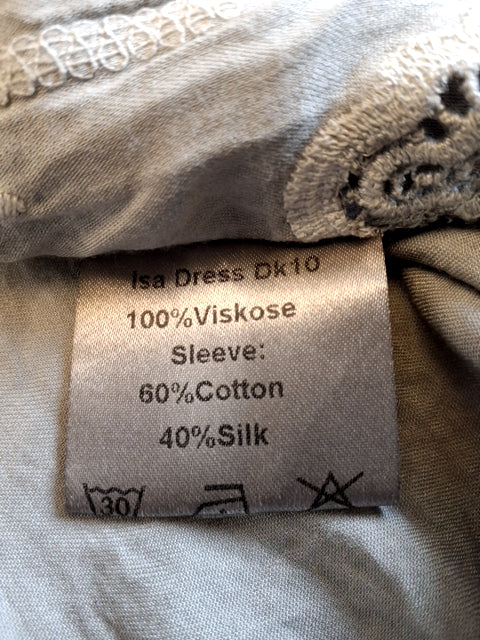 Isa Dress Dk10
100%Viskose
Sleeve:
60%Cotton
40%Silk
30